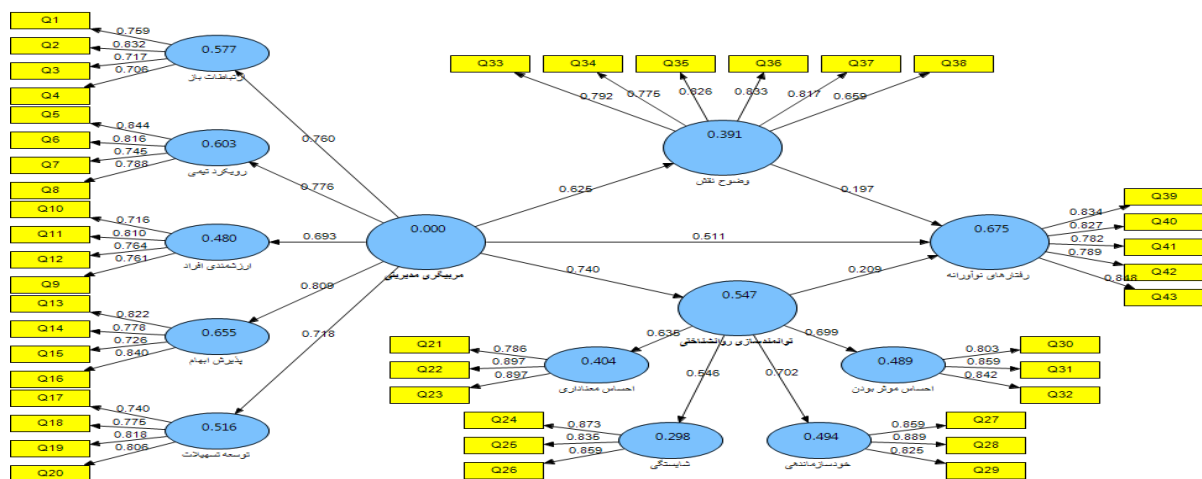 Q1
Q2
Q3
Q4
0.759
0.832
0.717
0.706
0.577
ارتباطات باز
Q5
Q6
Q7
Q8
0.844
0.816
0.745
0.788
0.603
رویکرد تیمی
Q10
Q11
Q12
Q9
0.716
0.810
0.764
0.761
0.480
ارزشمندی افراد
Q13
Q14
Q15
Q16
0.822
0.778
0.726
0.840
0.655
پذیرش ابهام
Q17
Q18
Q19
Q20
0.740
0.775
0.818
0.806
0.516
توسعه تسهیلات
0.760
0.776
0.693
0.809
0.718
0.000
مربیگری مدیریتی
0.625
0.511
0.740
Q33
Q34
Q35
Q36
Q37
Q38
0.792
0.775
0.826
0.833
0.817
0.659
0.391
وضوح نقش
0.197
0.209
0.675
رفتارهای نوآورانه
0.834
0.827
0.782
0.789
0.848
Q39
Q40
Q41
Q42
Q43
0.547
توانمندسازی روانشناختی
0.635
0.546
0.702
0.699
Q21
Q22
Q23
0.786
0.897
0.897
0.404
احساس معناداری
Q24
Q25
Q26
0.873
0.835
0.859
0.298
شایستگی
0.494
خودسازماندهی
0.859
0.889
0.825
Q27
Q28
Q29
0.489
احساس موثر بودن
0.803
0.859
0.842
Q30
Q31
Q32